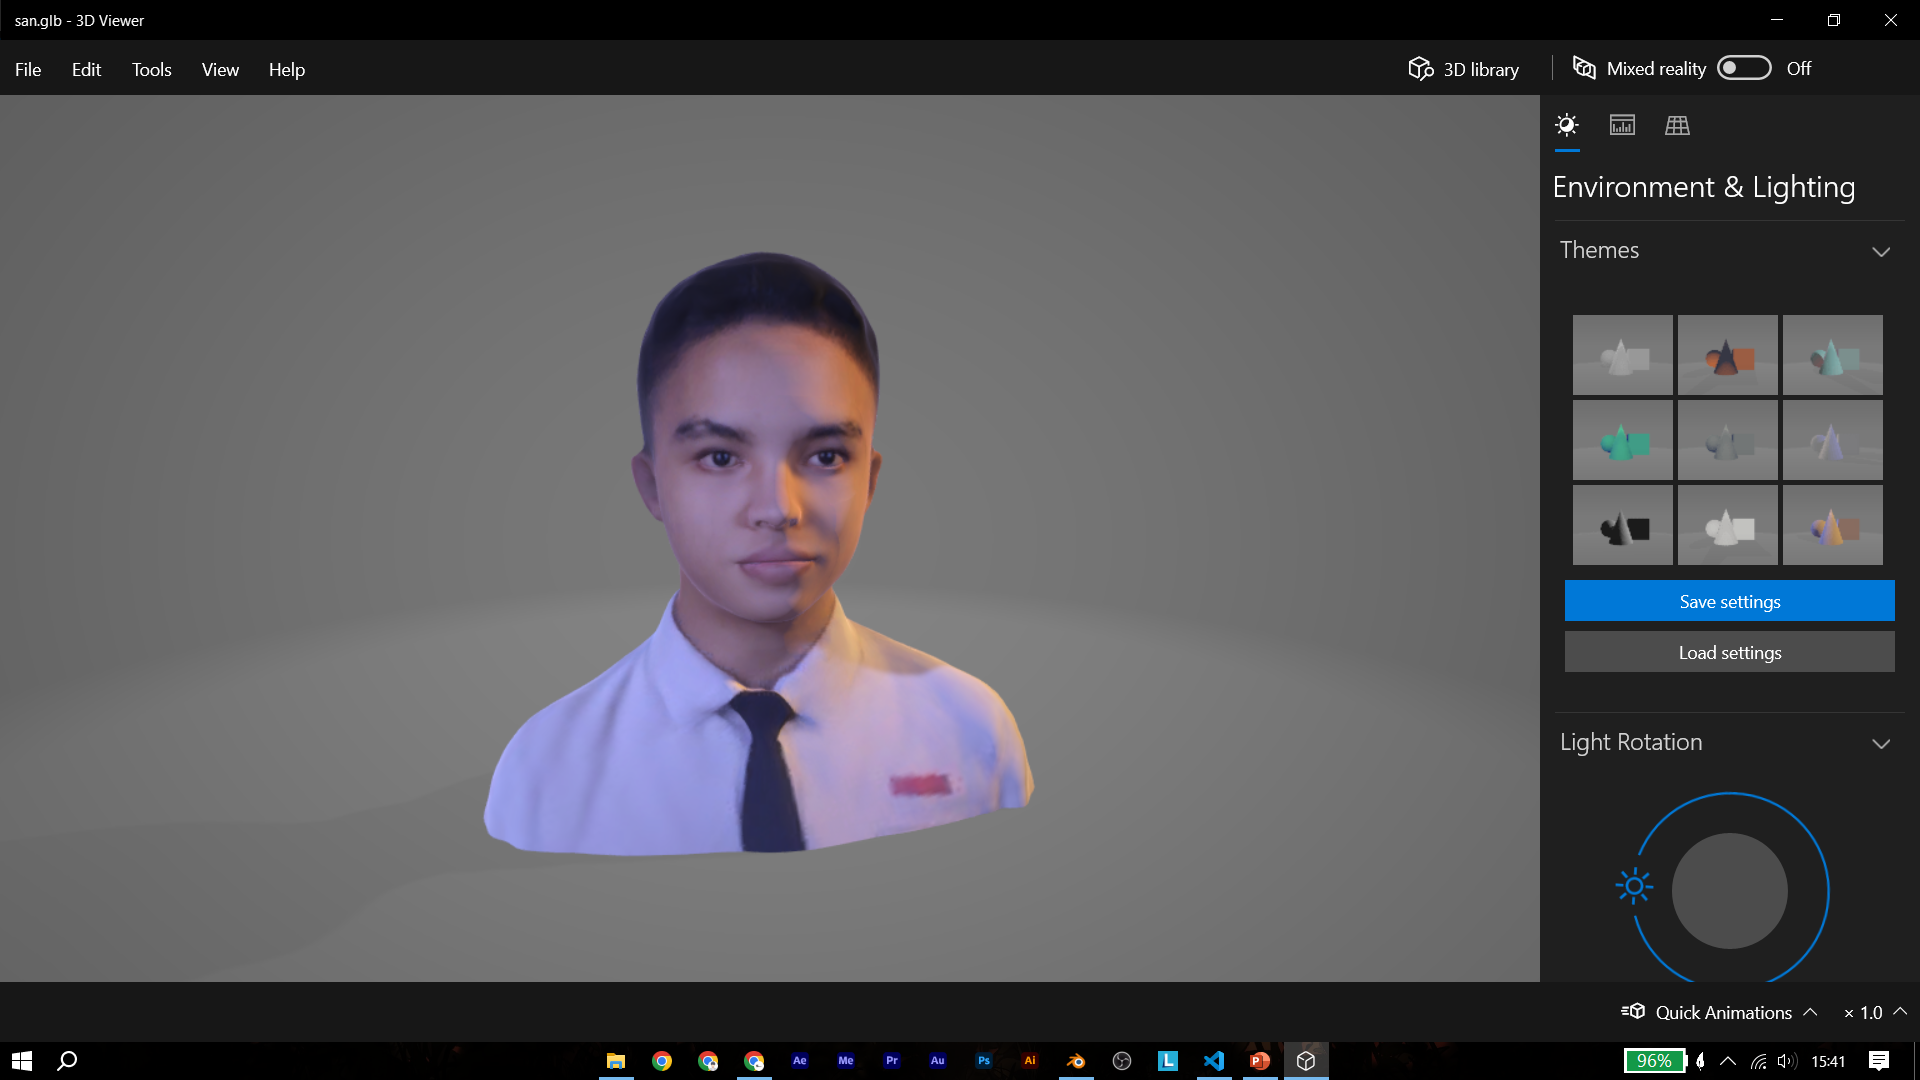 san.glb - 3D Viewer
File Edit Tools View Help
3D library
Mixed reality Off
Environment & Lighting
Themes
Save settings
Load settings
Light Rotation
Quick Animations × 1.0
Ae Me Pr Au Ps Ai L P 96% 15:41